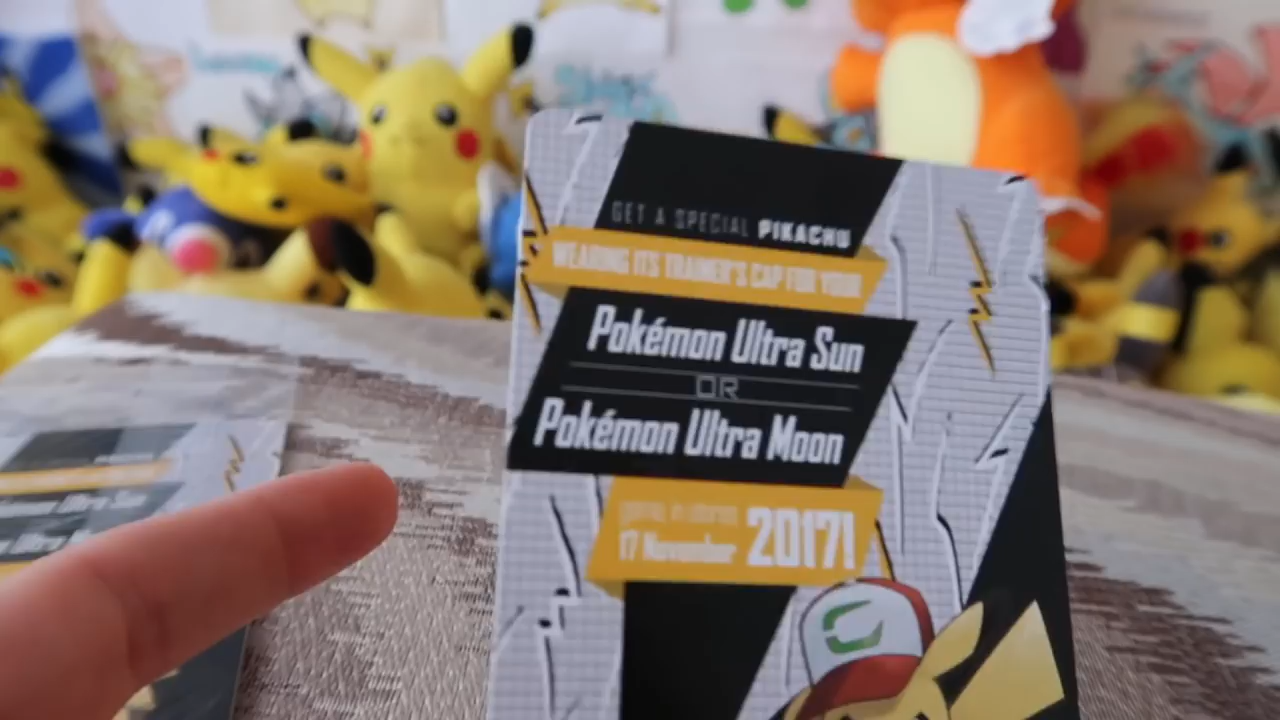 GET A SPECIAL PIKACHU
WEARING ITS TRAINER'S CAP FOR YOUR
Pokémon Ultra Sun
OR
Pokémon Ultra Moon
17 November 2017!